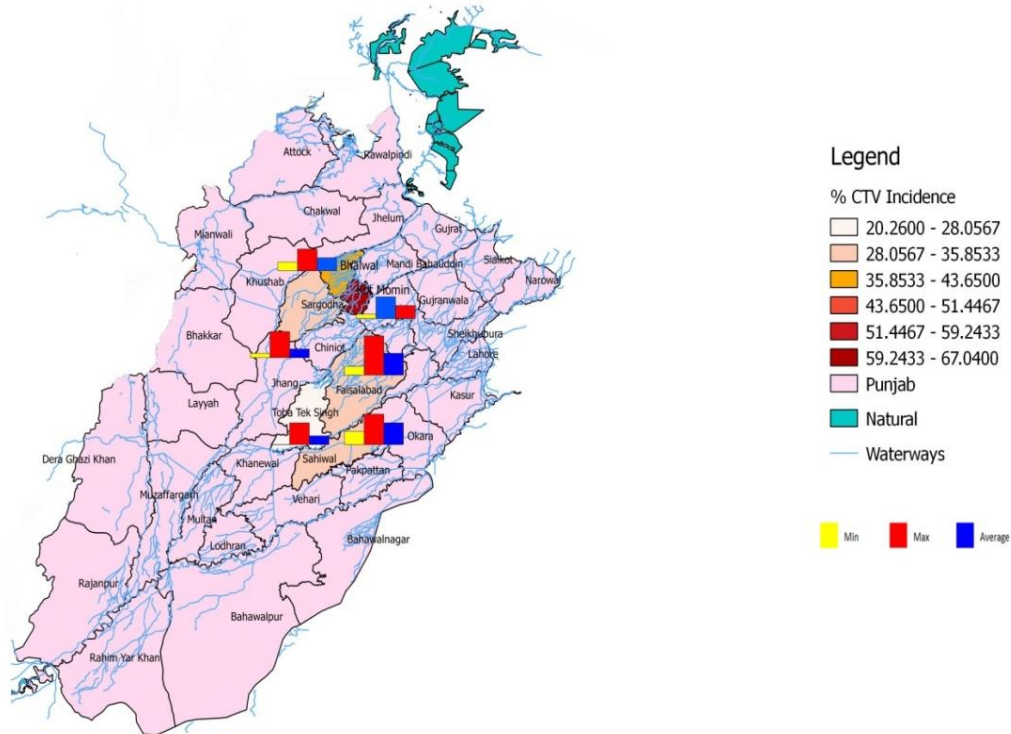 Attock
Rawalpindi
Chakwal
Jhelum
Mianwali
Gujrat
Sialkot
Bhalwal
Mandi Bahauddin
Narowa
Khushab
Momin
Sargodha
Gujranwala
Bhakkar
Chiniot
Sheikhupura
Lahore
Jhang
Faisalabad
Kasur
Layyah
Toba Tek Singh
Okara
Dera Ghazi Khan
Khanewal
Sahiwal
Pakpattan
Muzaffargarh
Vehari
Multan
Lodhran
Bahawalnagar
Rajanpur
Bahawalpur
Rahim Yar Khan
Legend
% CTV Incidence
20.2600 - 28.0567
28.0567 - 35.8533
35.8533 - 43.6500
43.6500 - 51.4467
51.4467 - 59.2433
59.2433 - 67.0400
Punjab
Natural
Waterways
Min Max Average